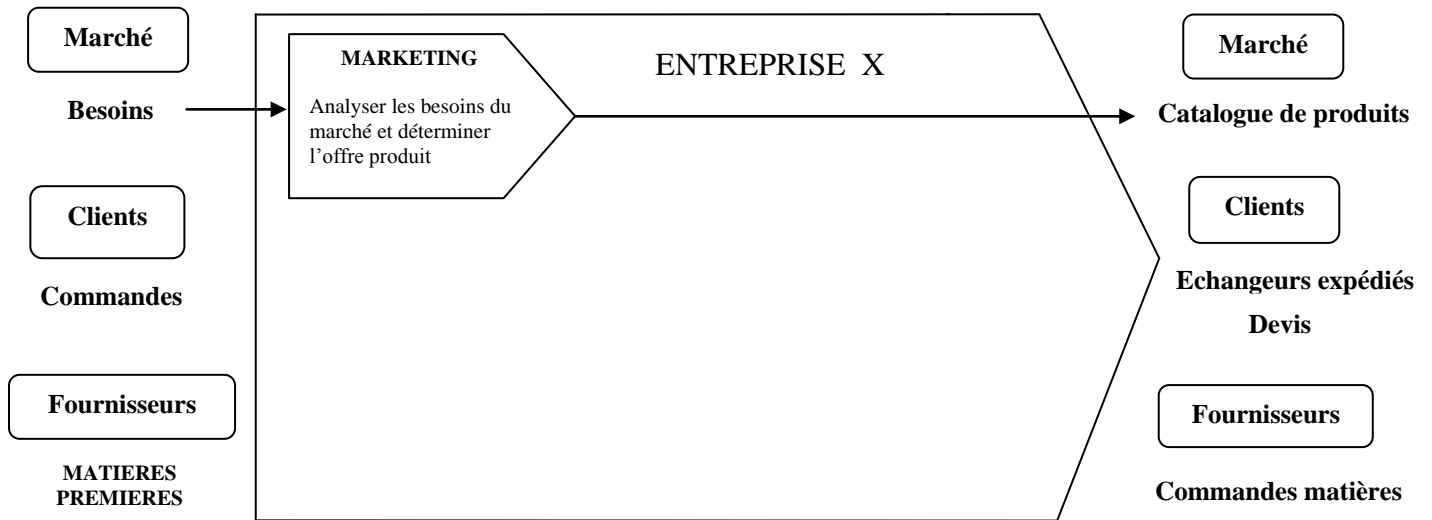 Marché
Besoins
Clients
Commandes
Fournisseurs
MATIERES
PREMIERES
MARKETING
Analyser les besoins du
marché et déterminer
l'offre produit
ENTREPRISE X
Marché
Catalogue de produits
Clients
Echangeurs expédiés
Devis
Fournisseurs
Commandes matières